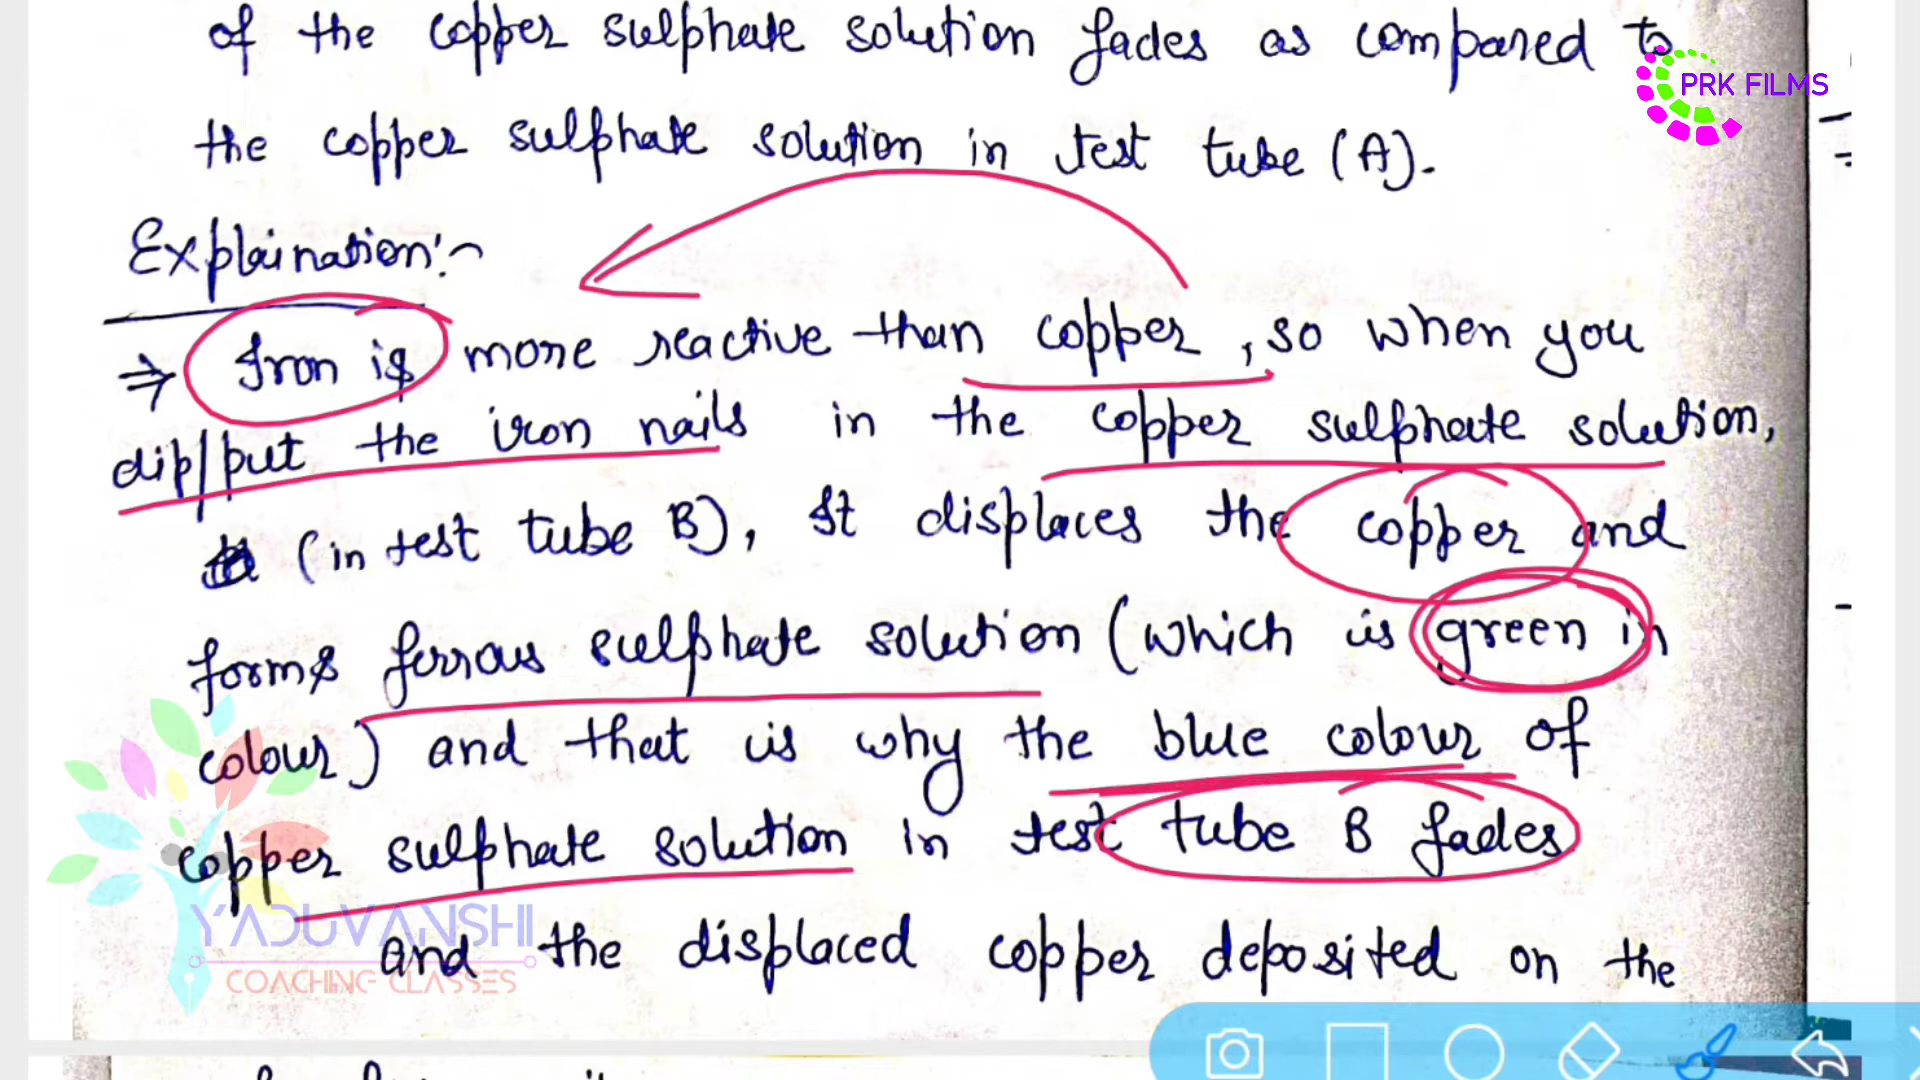 of the copper sulphate solution fades as compared to
PRK FILMS
the copper sulphate solution in test tube (A).
Explaination:-
⇒ Iron is more reactive than copper, so when you
dip/put the iron nails in the copper sulphate solution,
(in test tube B), It displaces the copper and
forms ferrous sulphate solution (which is green in
colour) and that is why the blue colour of
copper sulphate solution in test tube B fades
YADUVANSHI
and the displaced copper deposited on the
COACHING CLASSES